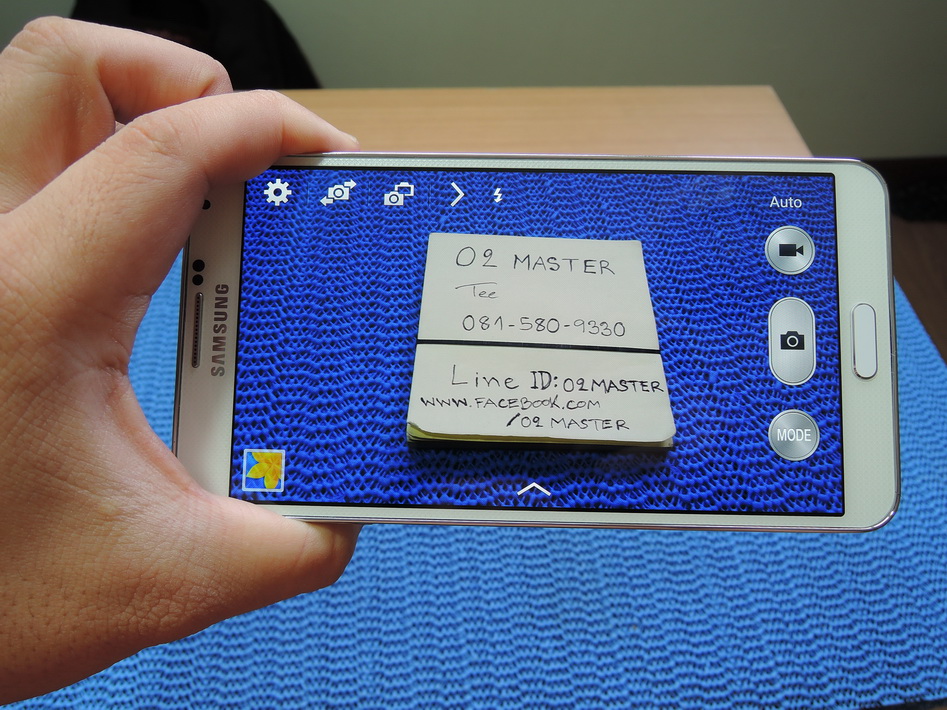 Auto
SAMSUNG
O2 MASTER
Tee
081-580-9330
Line ID: O2MASTER
WWW.FACEBOOK.COM
/O2 MASTER
MODE